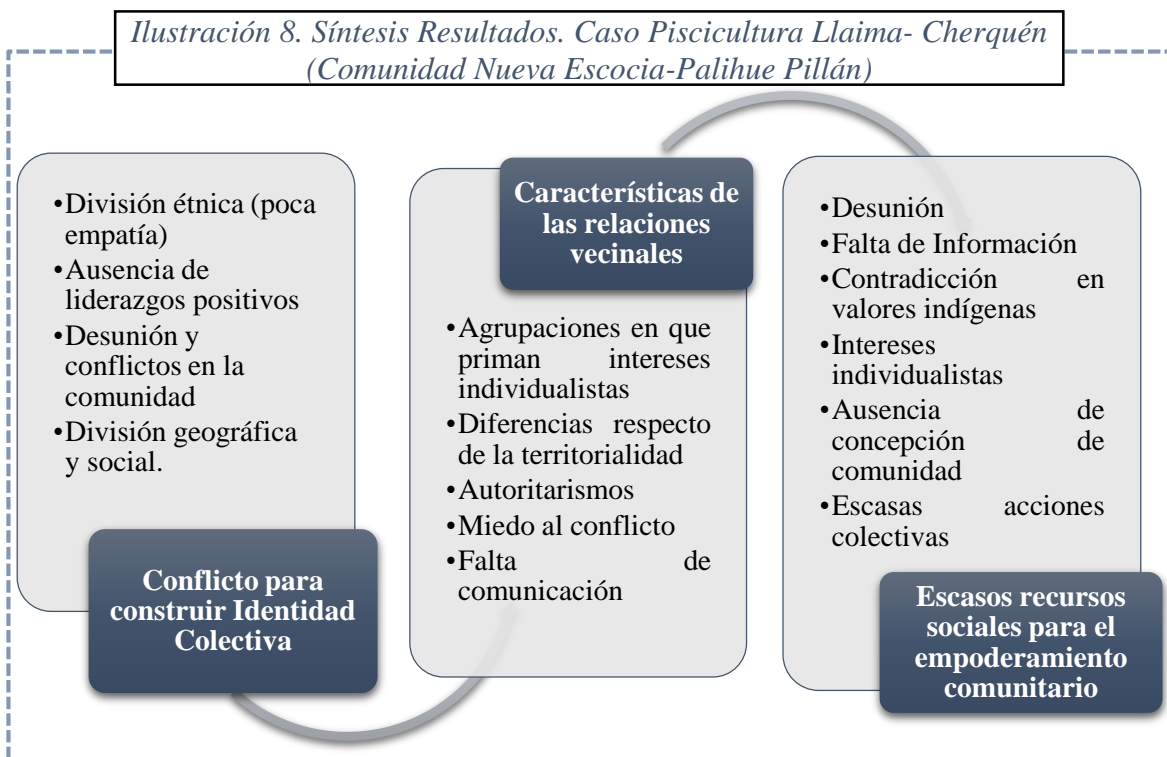 Ilustración 8. Síntesis Resultados. Caso Piscicultura Llaima- Cherquén
(Comunidad Nueva Escocia-Palihue Pillán)
•División étnica (poca
empatía)
•Ausencia de
liderazgos positivos
•Desunión y
conflictos en la
comunidad
•División geográfica
y social.
Conflicto para
construir Identidad
Colectiva
Características de
las relaciones
vecinales
•Agrupaciones en que
priman intereses
individualistas
•Diferencias respecto
de la territorialidad
•Autoritarismos
•Miedo al conflicto
•Falta de
comunicación
•Desunión
•Falta de Información
•Contradicción en
valores indígenas
•Intereses
individualistas
•Ausencia de
concepción de
comunidad
•Escasas acciones
colectivas
Escasos recursos
sociales para el
empoderamiento
comunitario